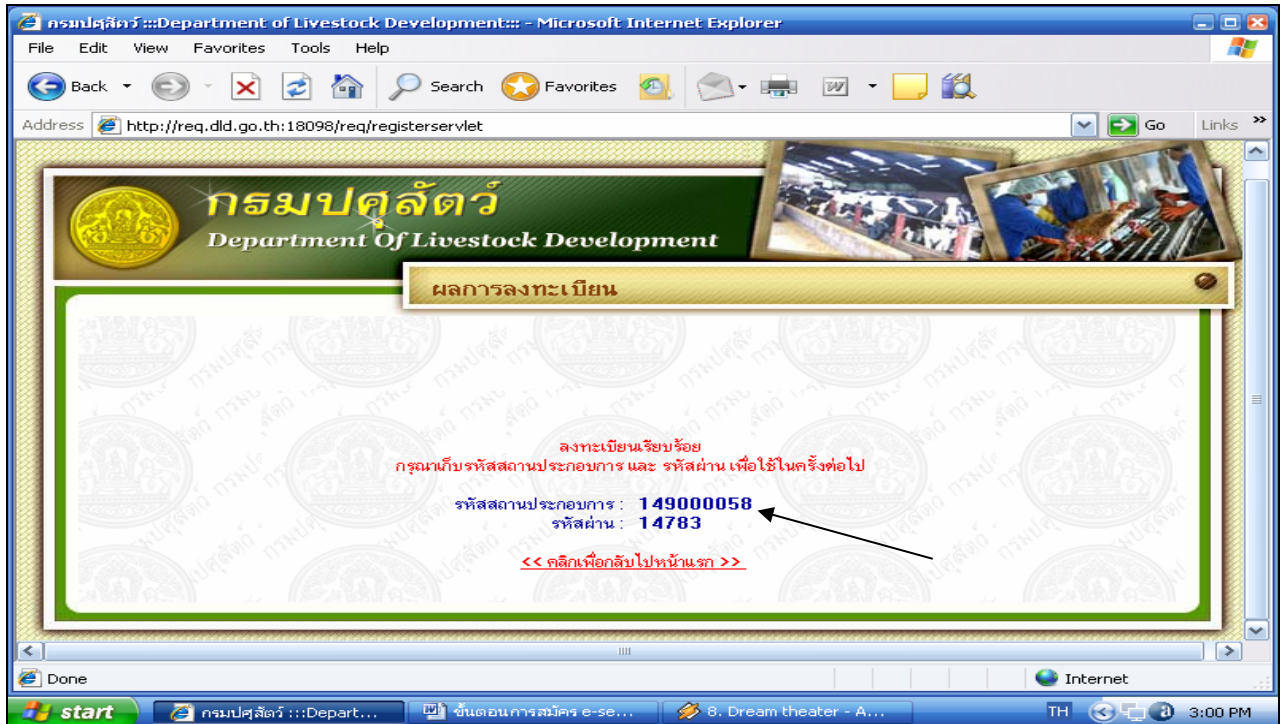 กรมปศุสัตว์ :::Department of Livestock Development::: - Microsoft Internet Explorer
File Edit View Favorites Tools Help
Back Search Favorites
Address http://req.dld.go.th:18098/req/registerservlet Go Links
กรมปศุสัตว์
Department Of Livestock Development
ผลการลงทะเบียน
ลงทะเบียนเรียบร้อย
กรุณาเก็บรหัสสถานประกอบการ และ รหัสผ่าน เพื่อใช้ในครั้งต่อไป
รหัสสถานประกอบการ : 149000058
รหัสผ่าน : 14783
<< คลิกเพื่อกลับไปหน้าแรก >>
Done Internet
start กรมปศุสัตว์ :::Depart... ขั้นตอนการสมัคร e-se... 8. Dream theater - A... TH 3:00 PM